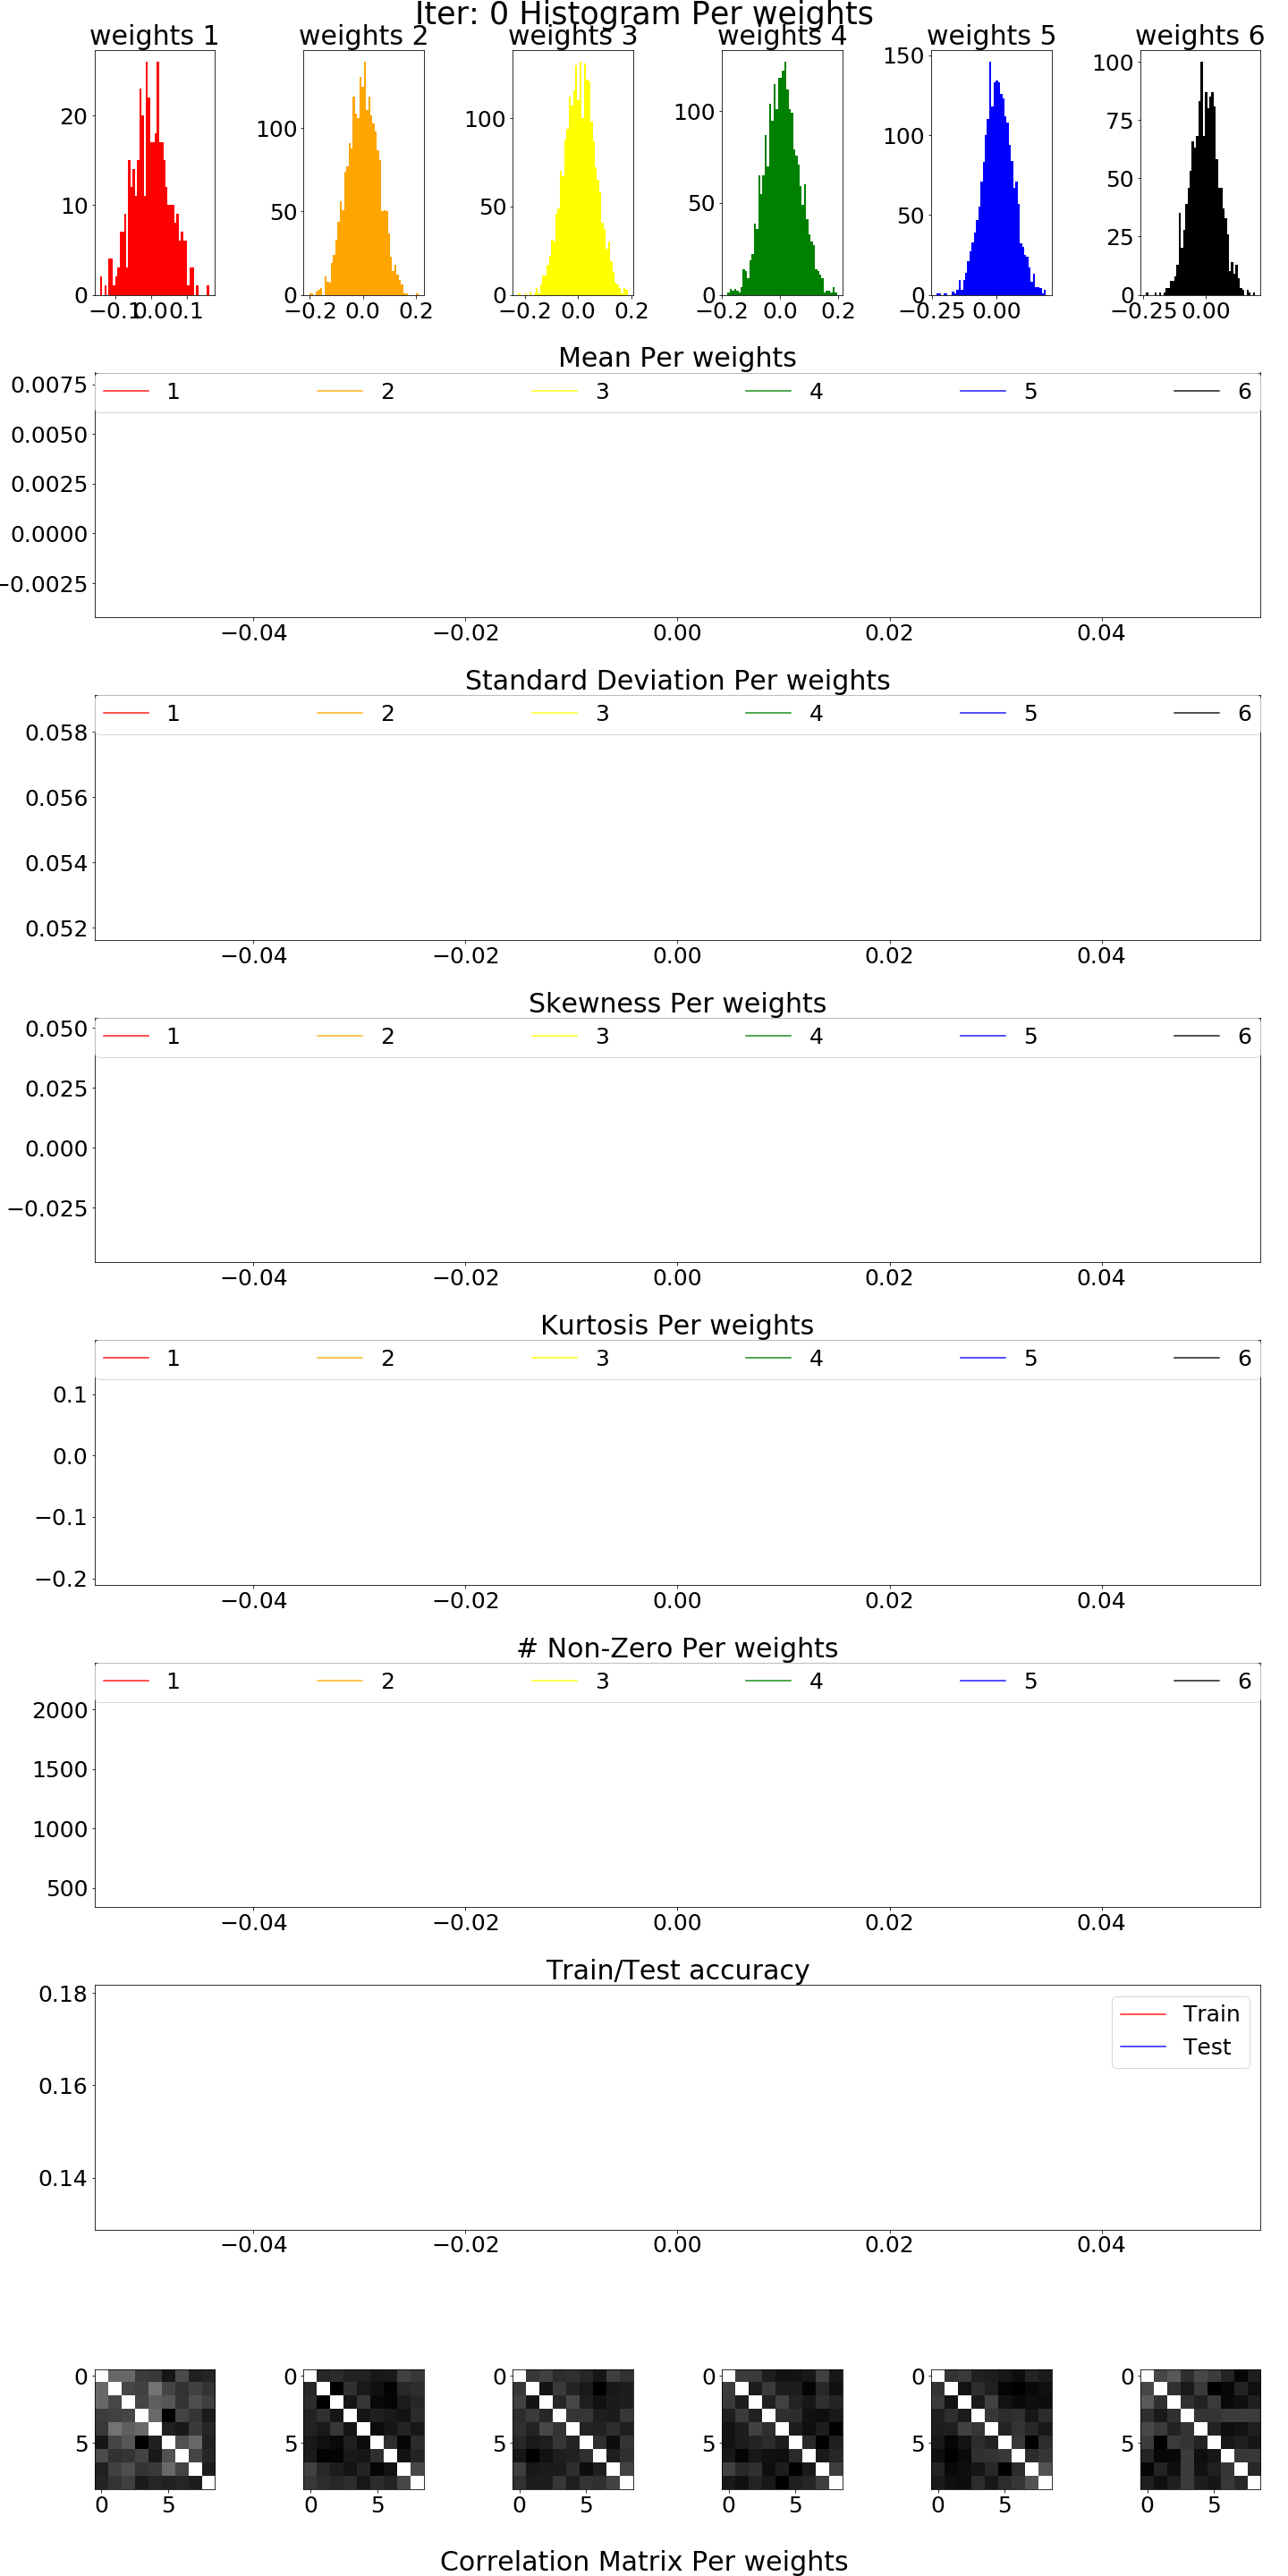 Iter: 0 Histogram Per weights
weights 1 weights 2 weights 3 weights 4 weights 5 weights 6
20 10 0 −0.1 0.00 0.1
100 50 0 −0.2 0.0 0.2
100 50 0 −0.2 0.0 0.2
100 50 0 −0.2 0.0 0.2
150 100 50 0 −0.25 0.00
100 75 50 25 0 −0.25 0.00
Mean Per weights
1 2 3 4 5 6
0.0075
0.0050
0.0025
0.0000
−0.0025
−0.04 −0.02 0.00 0.02 0.04
Standard Deviation Per weights
1 2 3 4 5 6
0.058
0.056
0.054
0.052
−0.04 −0.02 0.00 0.02 0.04
Skewness Per weights
1 2 3 4 5 6
0.050
0.025
0.000
−0.025
−0.04 −0.02 0.00 0.02 0.04
Kurtosis Per weights
1 2 3 4 5 6
0.1
0.0
−0.1
−0.2
−0.04 −0.02 0.00 0.02 0.04
# Non-Zero Per weights
1 2 3 4 5 6
2000
1500
1000
500
−0.04 −0.02 0.00 0.02 0.04
Train/Test accuracy
0.18
Train
Test
0.16
0.14
−0.04 −0.02 0.00 0.02 0.04
0 0 0 0 0 0
5 5 5 5 5 5
0 5 0 5 0 5 0 5 0 5 0 5
Correlation Matrix Per weights